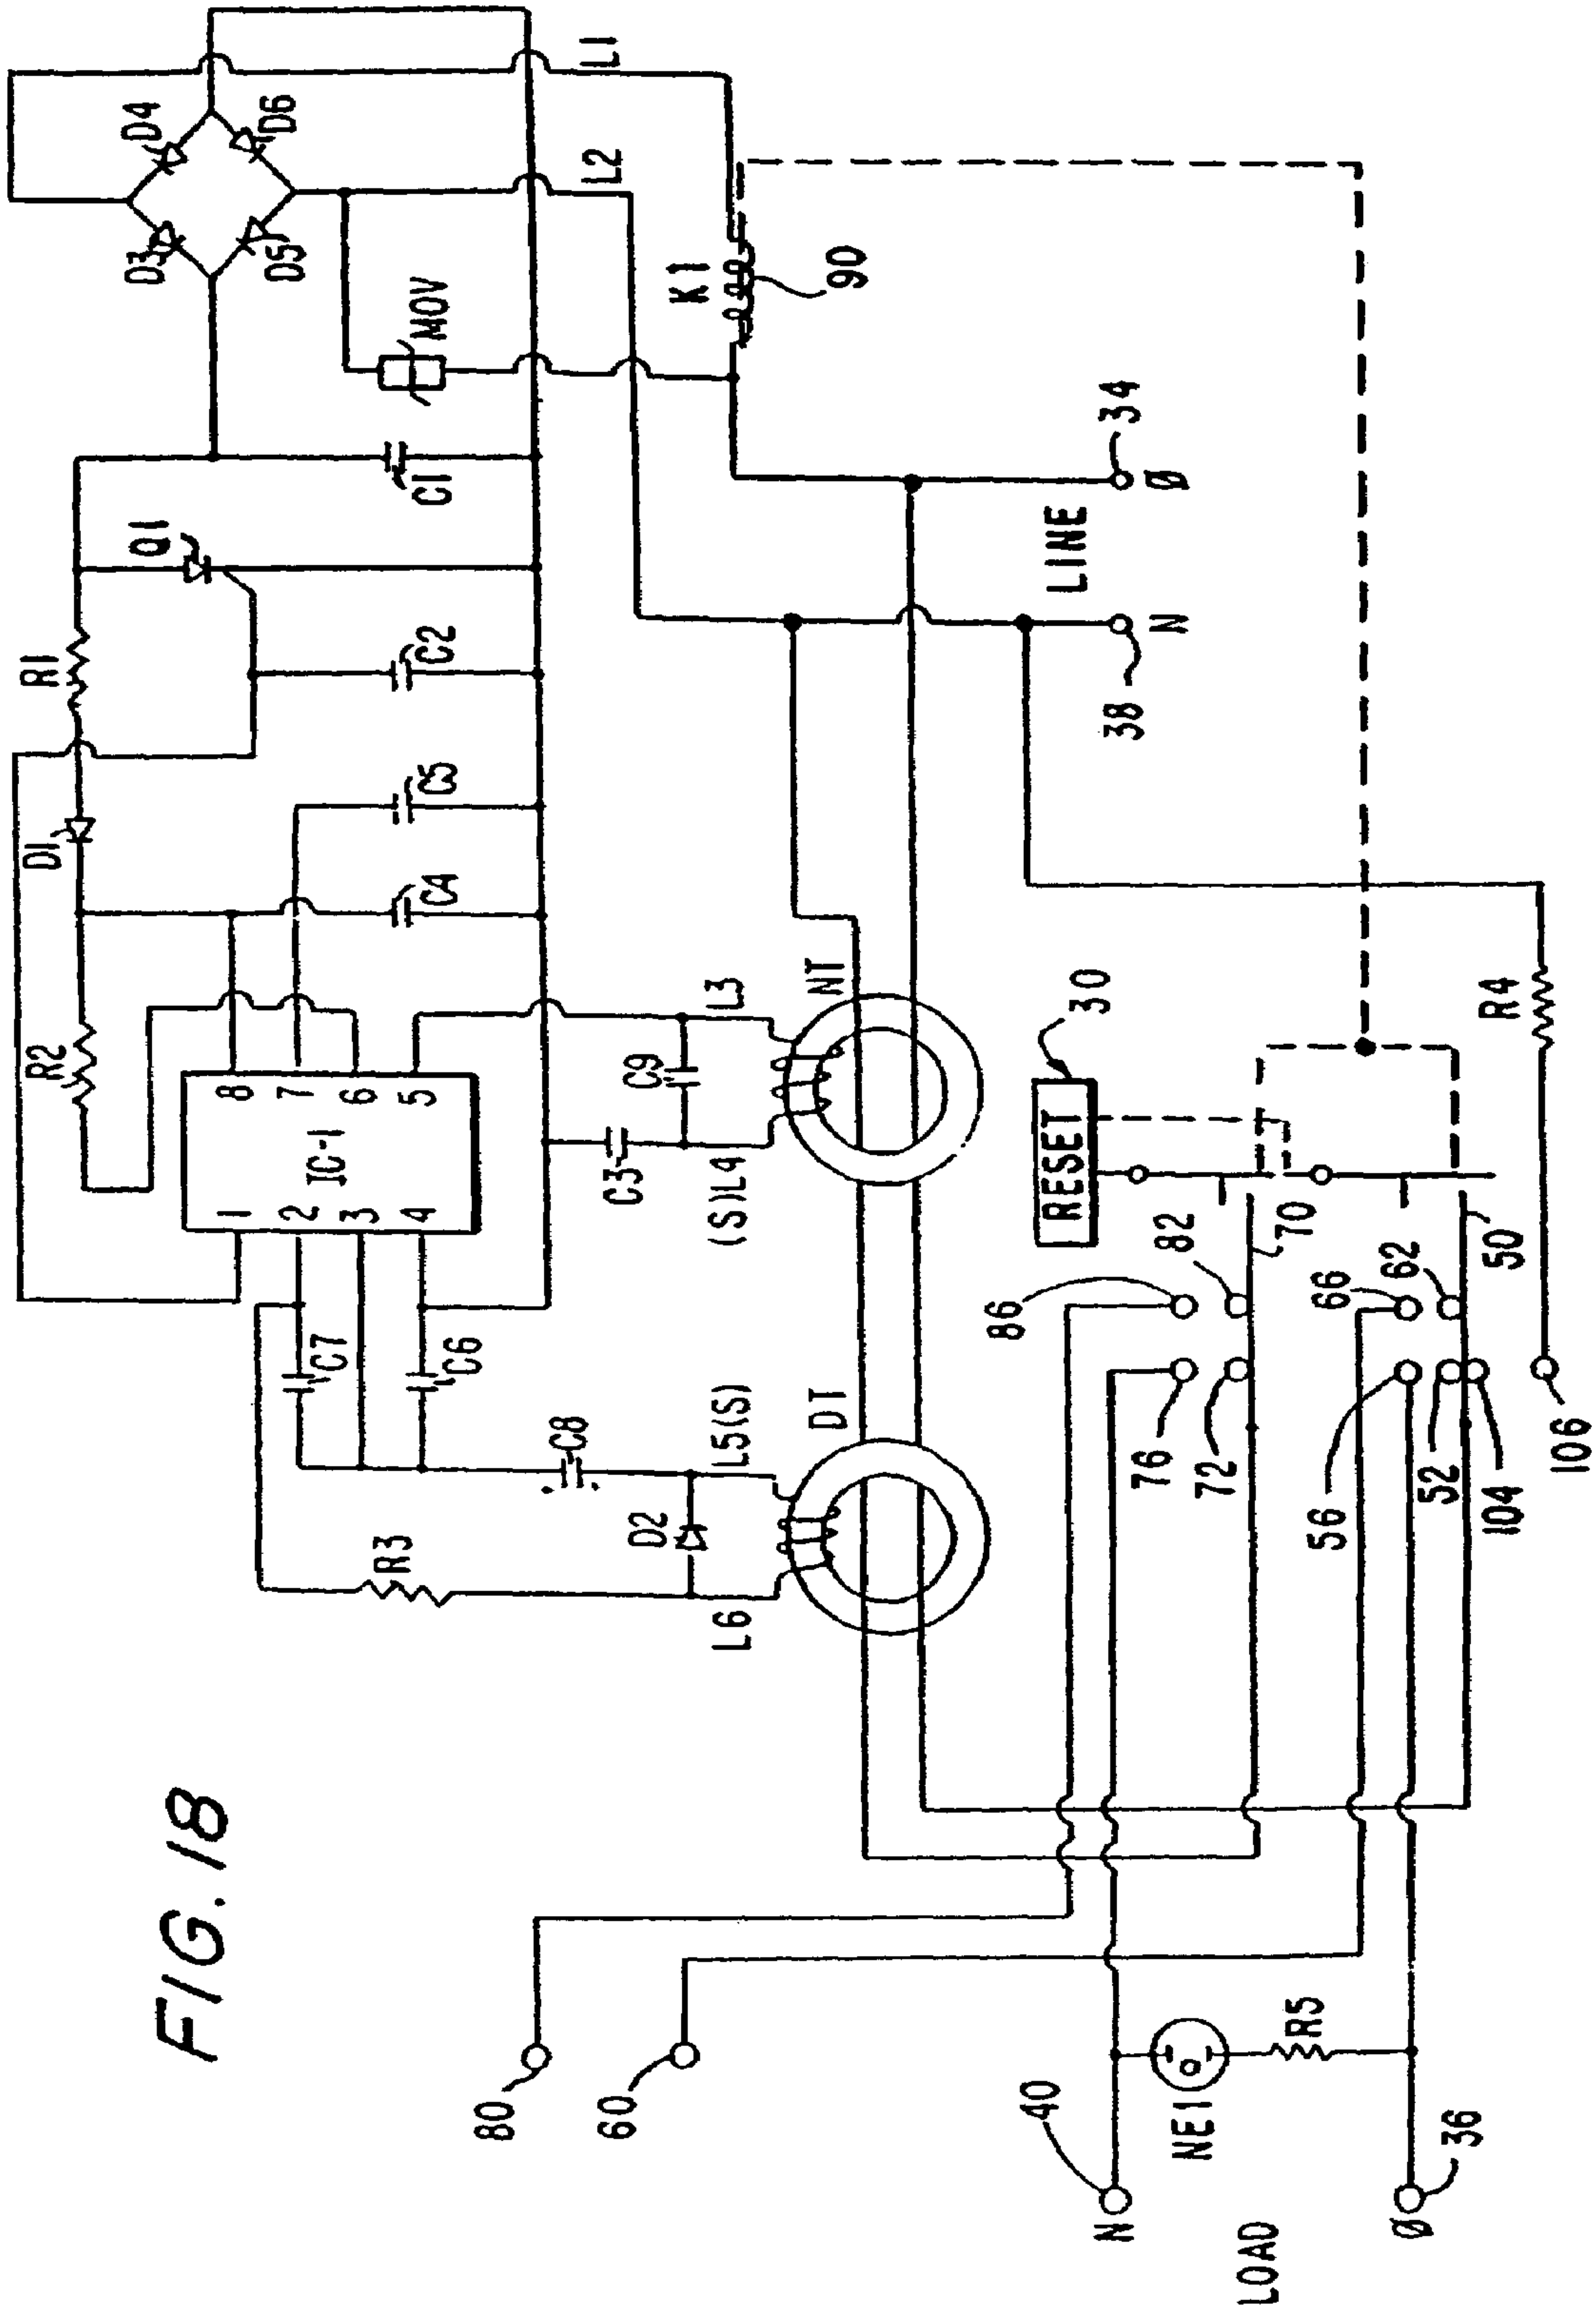 FIG. 18
D4
D6
D3
D5
L1
L2
MOV
K1
90
C1
Q1
34
Ø
LINE
N
38
R1
C2
C5
D1
C4
R2
8
7
6
5
IC-1
1
2
3
4
L3
C9
C3
(S)L4
NT
30
RESET
R4
C7
C6
C8
L5(S)
D2
R3
L6
DT
86
82
70
76
72
66
62
50
56
52
104
106
80
60
40
N
NE1
R5
36
Ø
LOAD